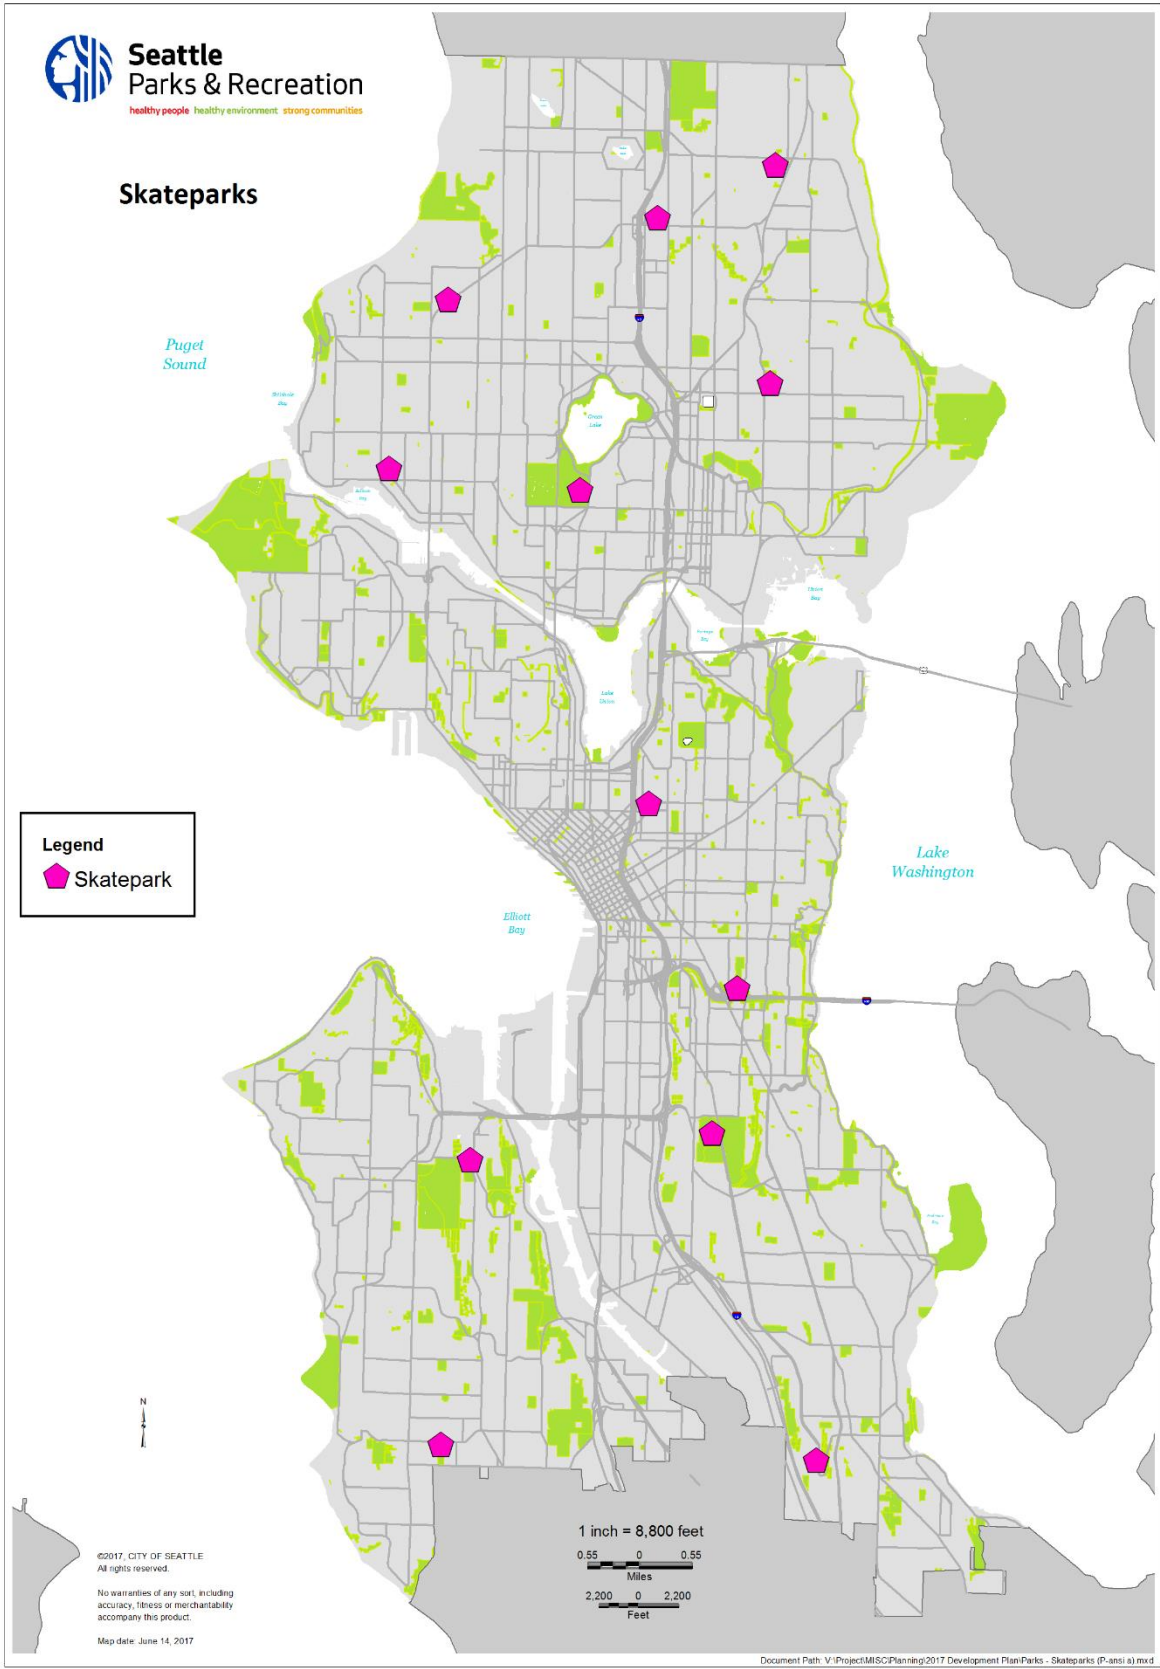 Seattle
Parks & Recreation
healthy people healthy environment strong communities
Skateparks
Puget
Sound
Green
Lake
Union
Bay
Lake
Union
Legend
Skatepark
Lake
Washington
Elliott
Bay
N
1 inch = 8,800 feet
0.55 0 0.55
Miles
2,200 0 2,200
Feet
©2017, CITY OF SEATTLE
All rights reserved.
No warranties of any sort, including
accuracy, fitness or merchantability
accompany this product.
Map date: June 14, 2017
Document Path: V:\Project\MISC\Planning\2017 Development Plan\Parks - Skateparks (P-ansi a).mxd